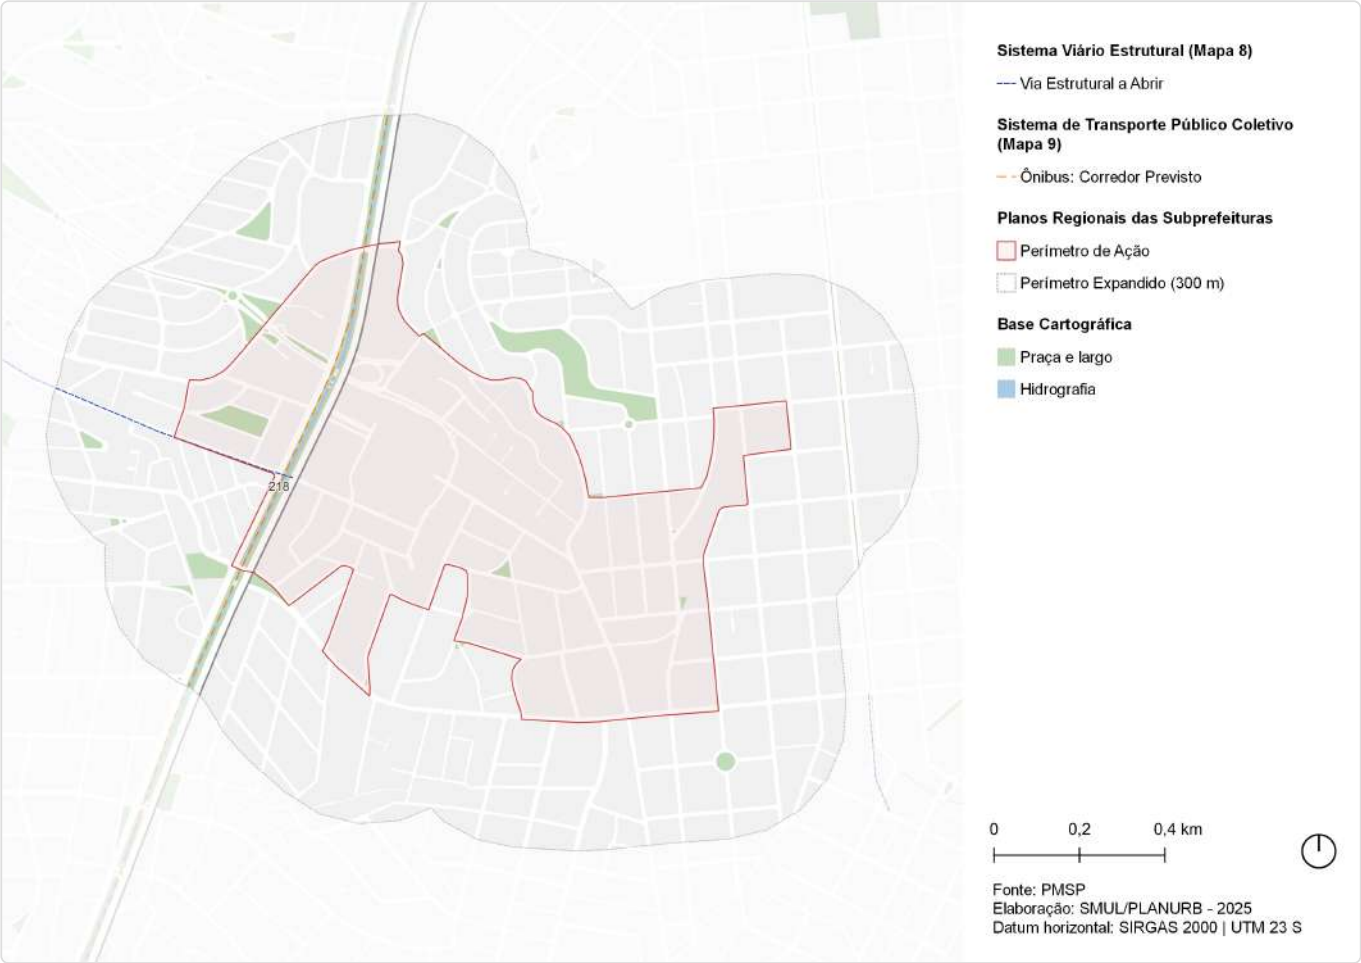 Sistema Viário Estrutural (Mapa 8)
Via Estrutural a Abrir
Sistema de Transporte Público Coletivo
(Mapa 9)
Ônibus: Corredor Previsto
Planos Regionais das Subprefeituras
Perímetro de Ação
Perímetro Expandido (300 m)
Base Cartográfica
Praça e largo
Hidrografia
218
0 0,2 0,4 km
Fonte: PMSP
Elaboração: SMUL/PLANURB - 2025
Datum horizontal: SIRGAS 2000 | UTM 23 S